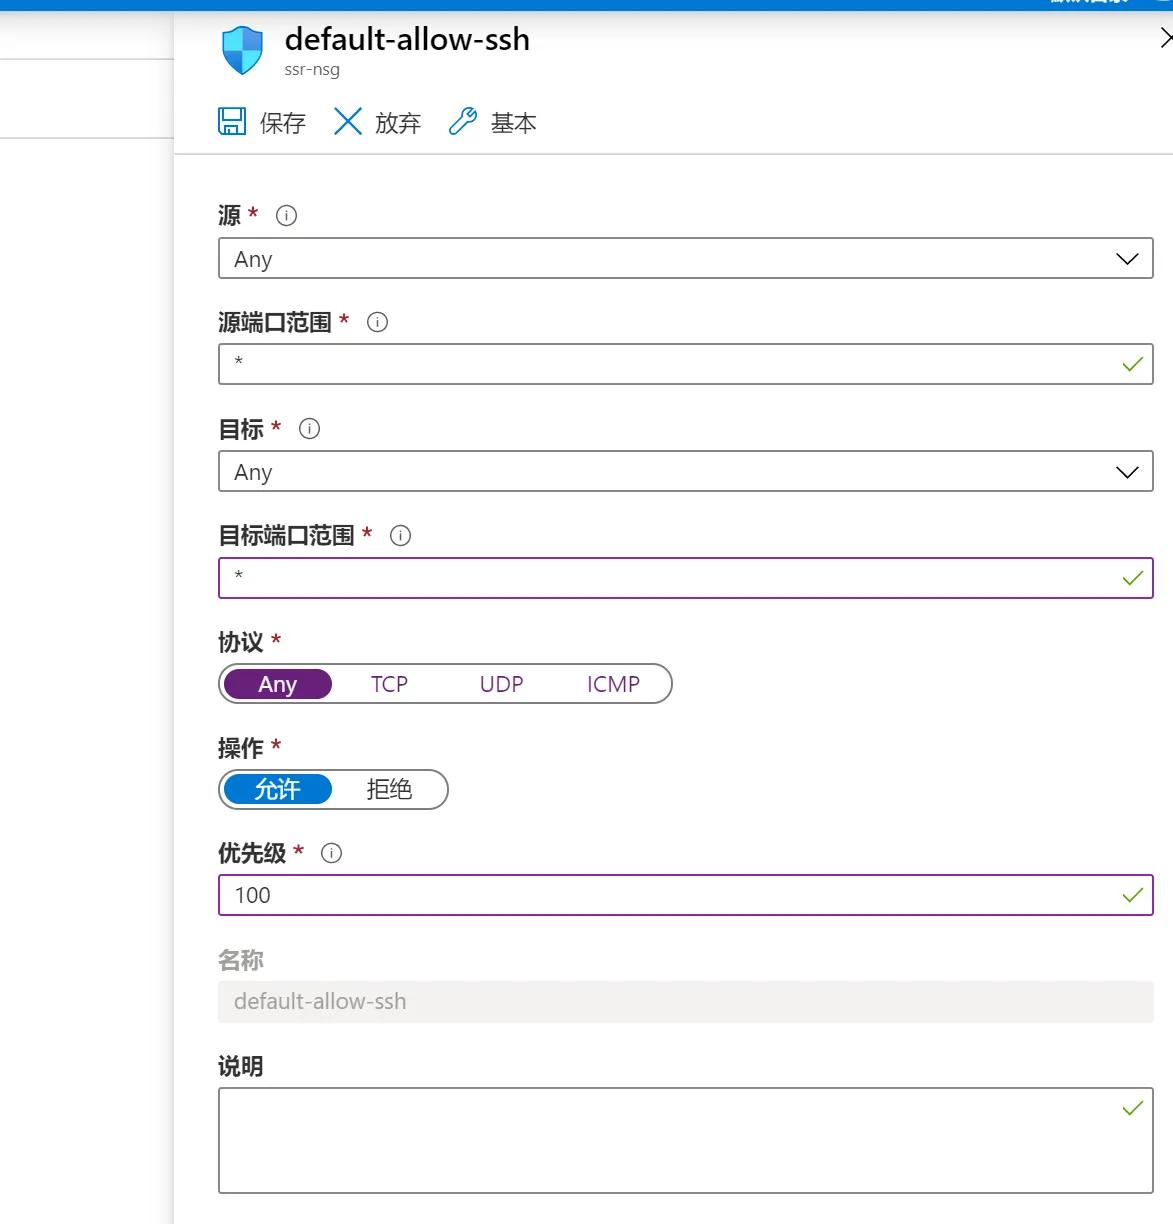 default-allow-ssh
ssr-nsg
保存 放弃 基本
源 *
Any
源端口范围 *
*
目标 *
Any
目标端口范围 *
*
协议 *
Any TCP UDP ICMP
操作 *
允许 拒绝
优先级 *
100
名称
default-allow-ssh
说明